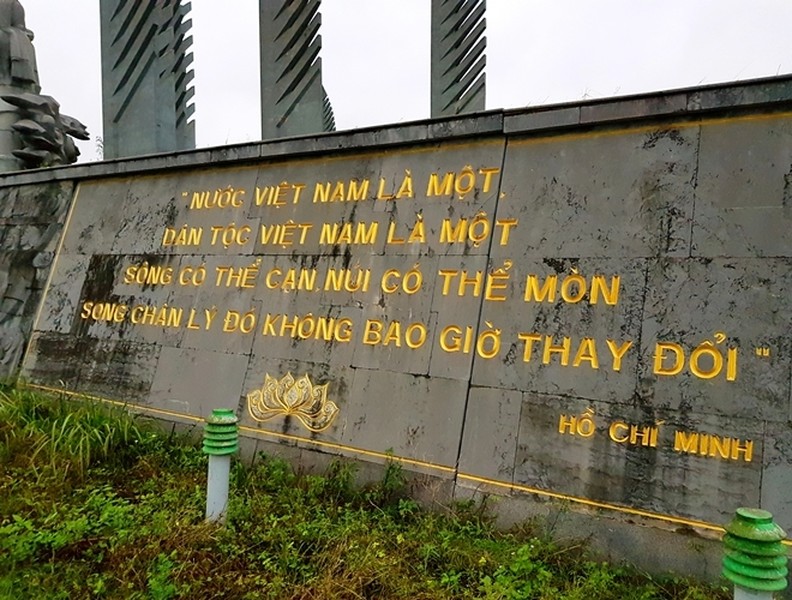 "NƯỚC VIỆT NAM LÀ MỘT,
DÂN TỘC VIỆT NAM LÀ MỘT
SÔNG CÓ THỂ CẠN, NÚI CÓ THỂ MÒN
SONG CHÂN LÝ ĐÓ KHÔNG BAO GIỜ THAY ĐỔI"
HỒ CHÍ MINH